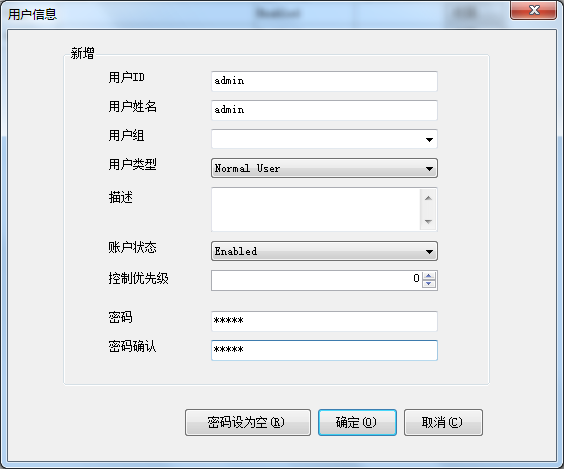 用户信息
新增
用户ID admin
用户姓名 admin
用户组
用户类型 Normal User
描述
账户状态 Enabled
控制优先级 0
密码 *****
密码确认 *****
密码设为空(R) 确定(O) 取消(C)